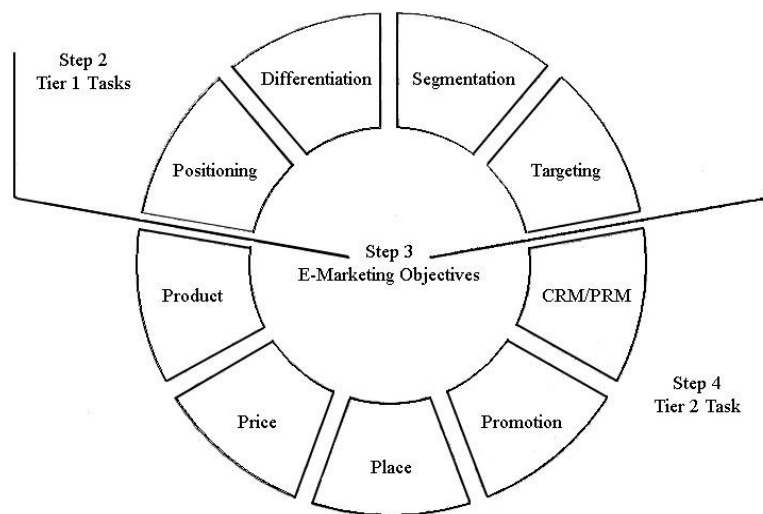 Step 2
Tier 1 Tasks
Differentiation
Segmentation
Positioning
Targeting
Step 3
E-Marketing Objectives
Product
CRM/PRM
Step 4
Tier 2 Task
Price
Promotion
Place